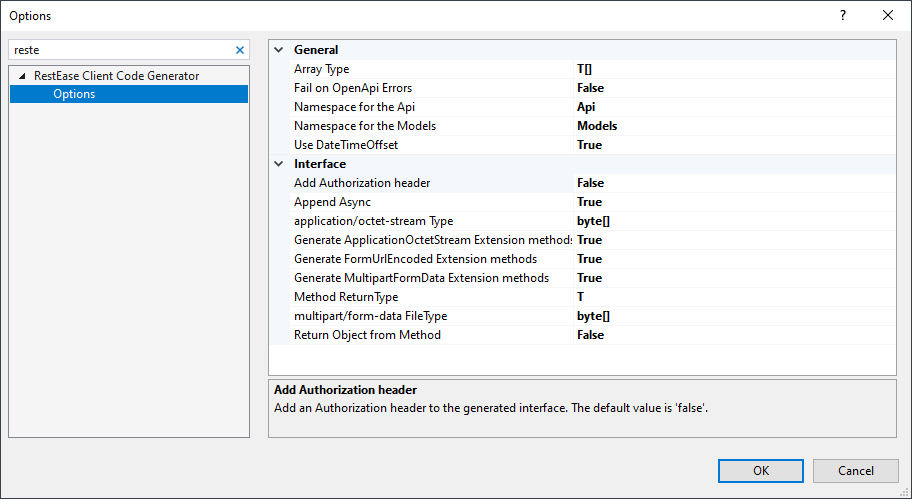 Options
?
reste
RestEase Client Code Generator
Options
General
Array Type T[]
Fail on OpenApi Errors False
Namespace for the Api Api
Namespace for the Models Models
Use DateTimeOffset True
Interface
Add Authorization header False
Append Async True
application/octet-stream Type byte[]
Generate ApplicationOctetStream Extension methods True
Generate FormUrlEncoded Extension methods True
Generate MultipartFormData Extension methods True
Method ReturnType T
multipart/form-data FileType byte[]
Return Object from Method False
Add Authorization header
Add an Authorization header to the generated interface. The default value is 'false'.
OK Cancel